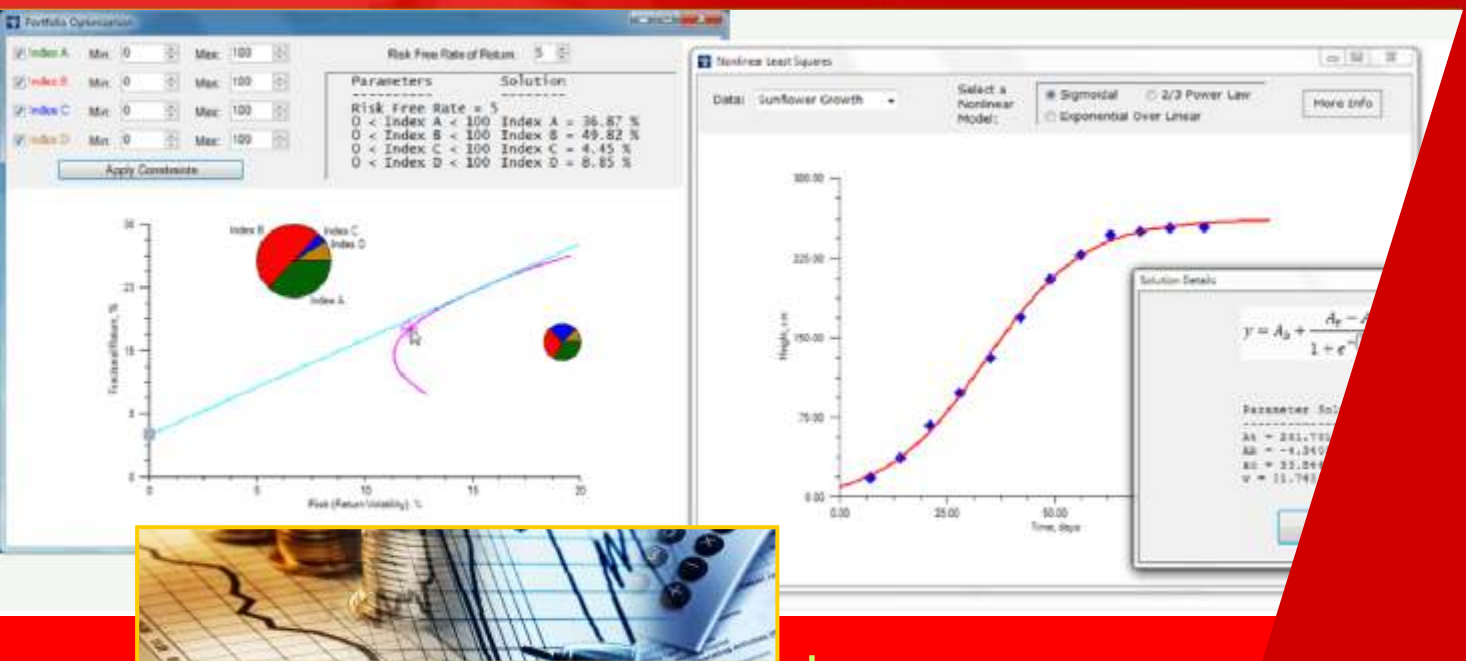 Portfolio Optimization
Index A Min: 0 Max: 100
Index B Min: 0 Max: 100
Index C Min: 0 Max: 100
Index D Min: 0 Max: 100
Apply Constraints
Risk Free Rate of Return: 5
Parameters Solution
---------- --------
Risk Free Rate = 5
0 < Index A < 100 Index A = 36.87 %
0 < Index B < 100 Index B = 49.82 %
0 < Index C < 100 Index C = 4.45 %
0 < Index D < 100 Index D = 8.85 %
Index B
Index C
Index D
Index A
Risk (Return Volatility), %
0 5 10 15 20
Nonlinear Least Squares
Data: Sunflower Growth
Select a
Nonlinear
Model:
Sigmoidal 2/3 Power Law
Exponential Over Linear
More Info
300.00
225.00
150.00
75.00
0.00
Height, cm
0.00 25.00 50.00
Time, days
Solution Details
Parameter